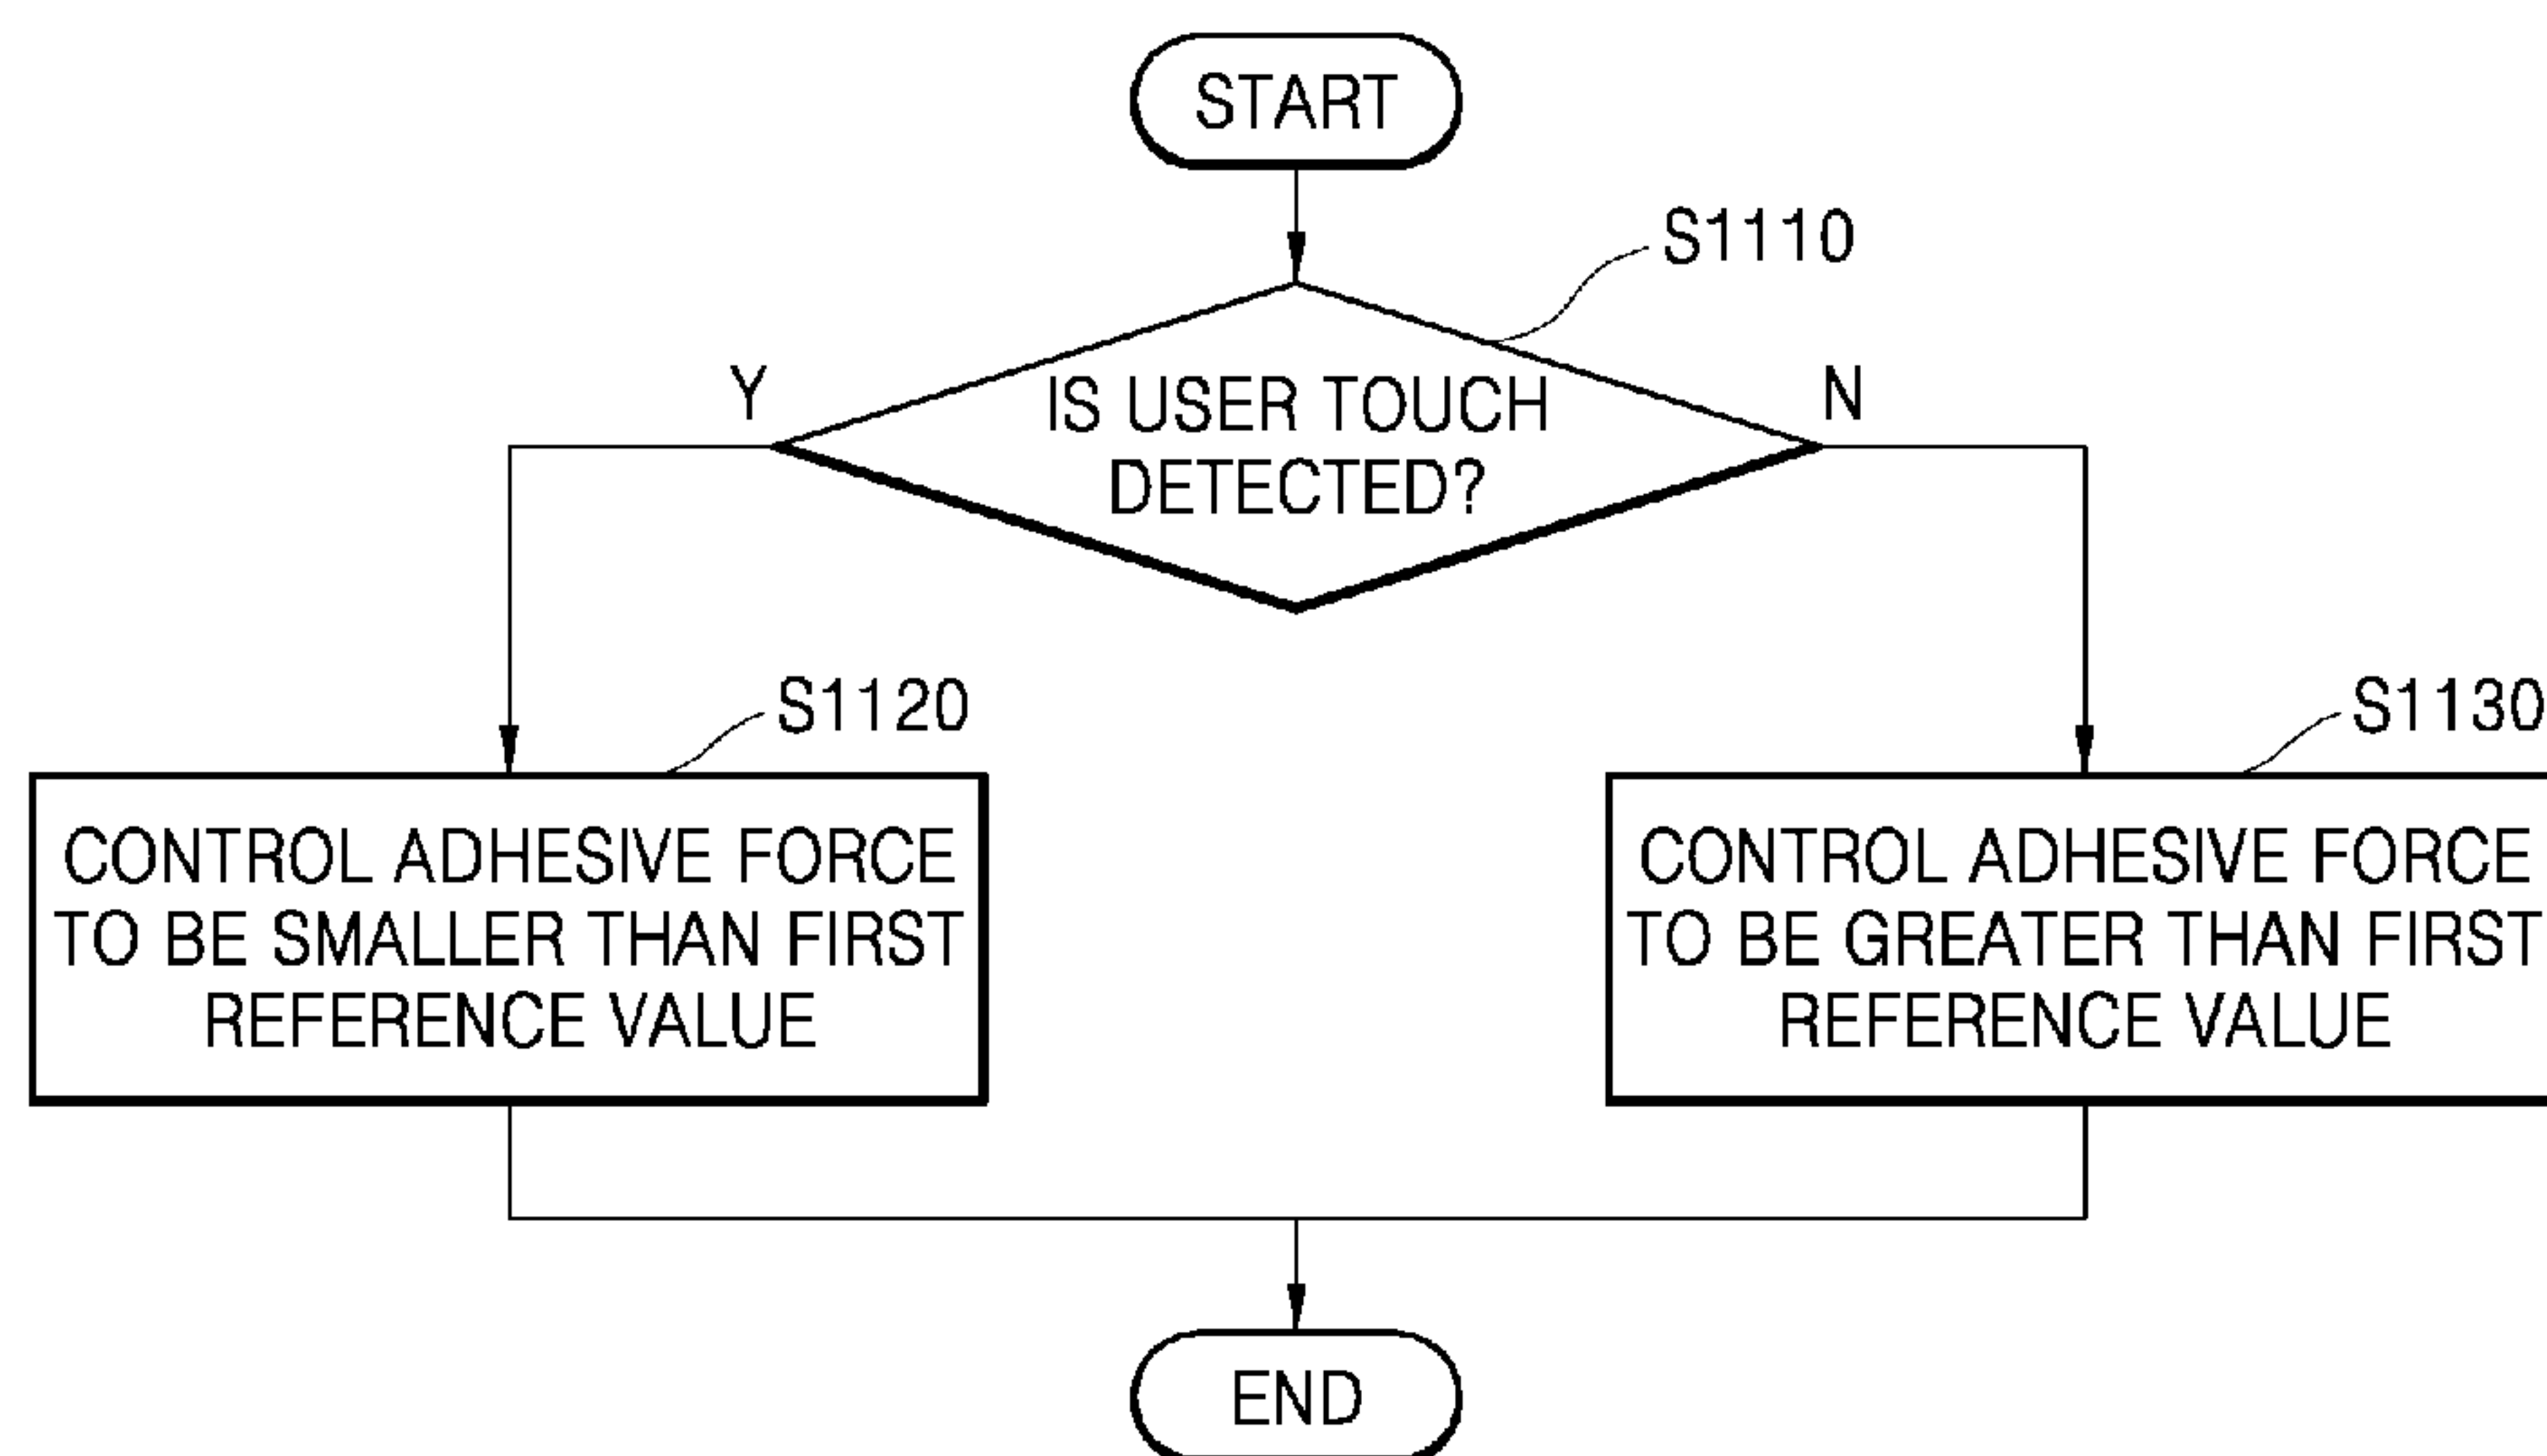 START
S1110
Y
IS USER TOUCH
DETECTED?
N
S1120
CONTROL ADHESIVE FORCE
TO BE SMALLER THAN FIRST
REFERENCE VALUE
S1130
CONTROL ADHESIVE FORCE
TO BE GREATER THAN FIRST
REFERENCE VALUE
END